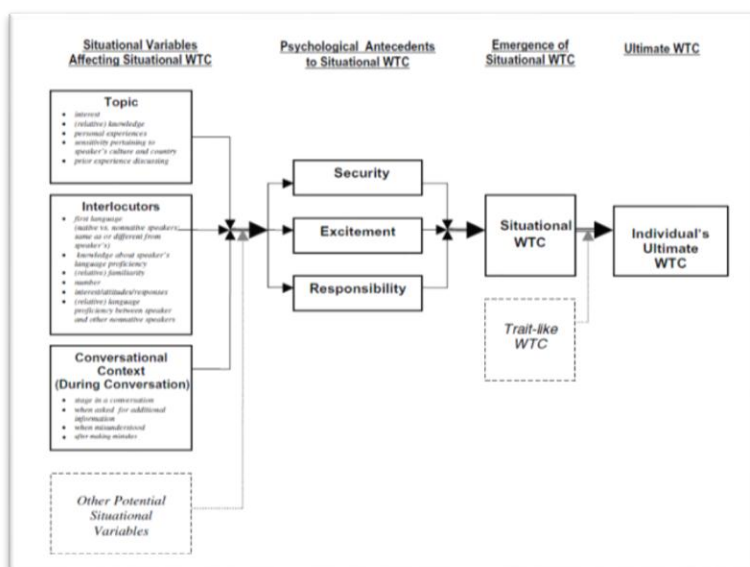 Situational Variables
Affecting Situational WTC
Psychological Antecedents
to Situational WTC
Emergence of
Situational WTC
Ultimate WTC
Topic
interest
(relative) knowledge
personal experiences
sensitivity pertaining to
speaker's culture and country
prior experience discussing
Interlocutors
first language
(native vs. nonnative speakers;
same as or different from
speaker's)
knowledge about speaker's
language proficiency
(relative) familiarity
number
interest/attitudes/responses
(relative) language
proficiency between speaker
and other nonnative speakers
Conversational
Context
(During Conversation)
stage in a conversation
when asked for additional
information
when misunderstood
after making mistakes
Other Potential
Situational
Variables
Security
Excitement
Responsibility
Situational
WTC
Trait-like
WTC
Individual's
Ultimate
WTC